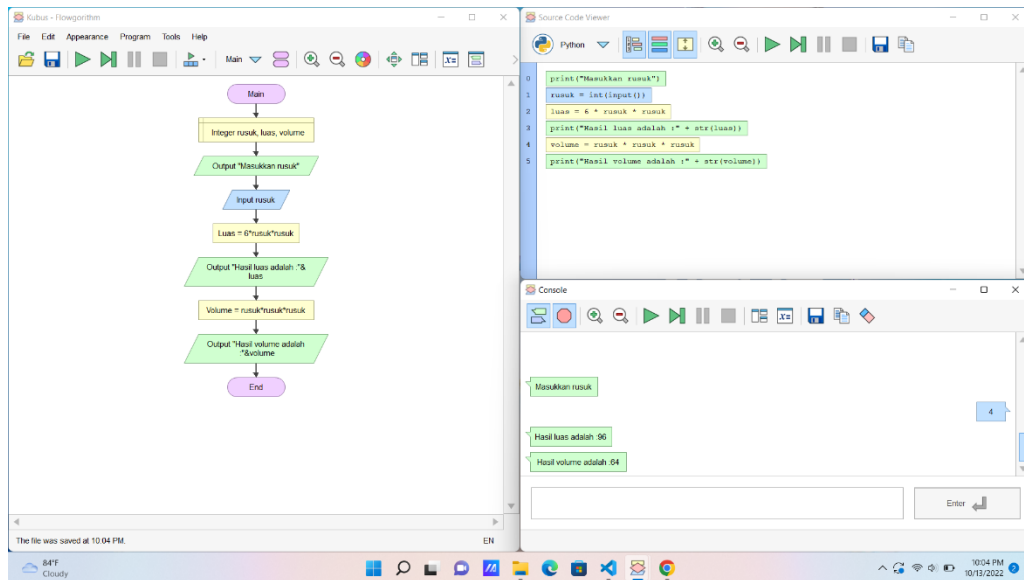 Kubus - Flowgorithm
File Edit Appearance Program Tools Help
Main
Main
Integer rusuk, luas, volume
Output "Masukkan rusuk"
Input rusuk
Luas = 6*rusuk*rusuk
Output "Hasil luas adalah :"&
luas
Volume = rusuk*rusuk*rusuk
Output "Hasil volume adalah
:"&volume
End
The file was saved at 10:04 PM.
EN
Source Code Viewer
Python
0 print("Masukkan rusuk")
1 rusuk = int(input())
2 luas = 6 * rusuk * rusuk
3 print("Hasil luas adalah :" + str(luas))
4 volume = rusuk * rusuk * rusuk
5 print("Hasil volume adalah :" + str(volume))
Console
Masukkan rusuk
4
Hasil luas adalah :96
Hasil volume adalah :64
Enter
84°F
Cloudy
10:04 PM
10/13/2022
2